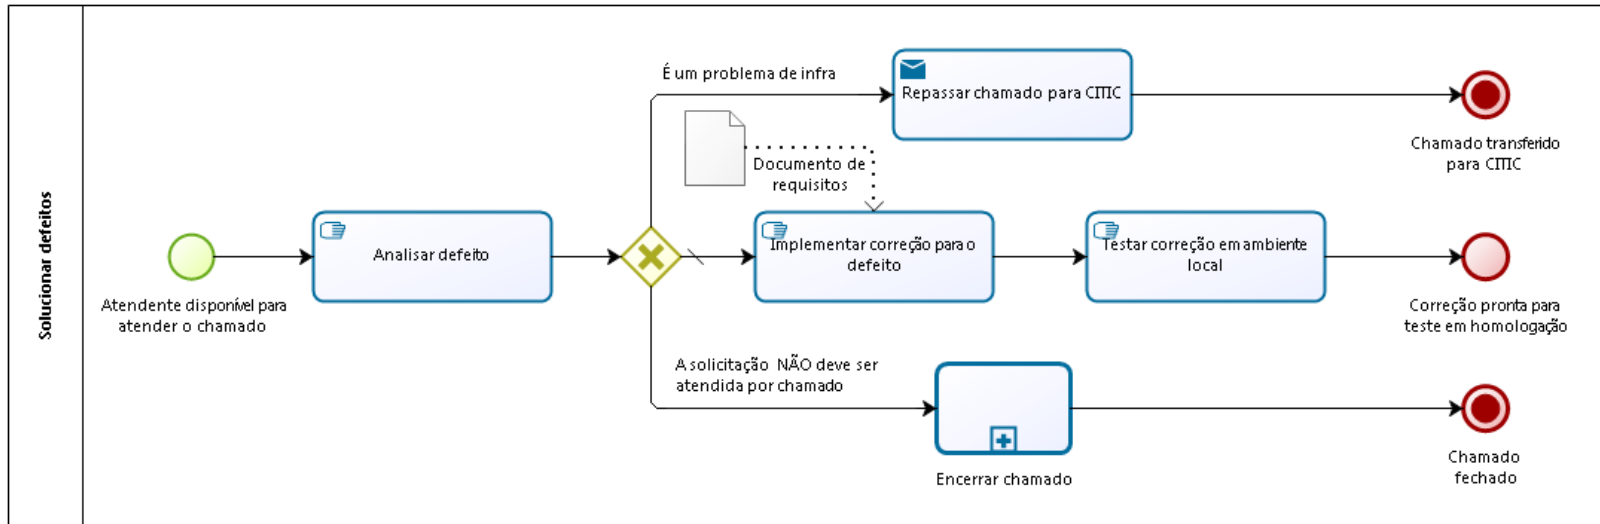 Solucionar defeitos
Atendente disponível para
atender o chamado
Analisar defeito
É um problema de infra
Repassar chamado para CITIC
Chamado transferido
para CITIC
Documento de
requisitos
Implementar correção para o
defeito
Testar correção em ambiente
local
Correção pronta para
teste em homologação
A solicitação NÃO deve ser
atendida por chamado
Encerrar chamado
Chamado
fechado